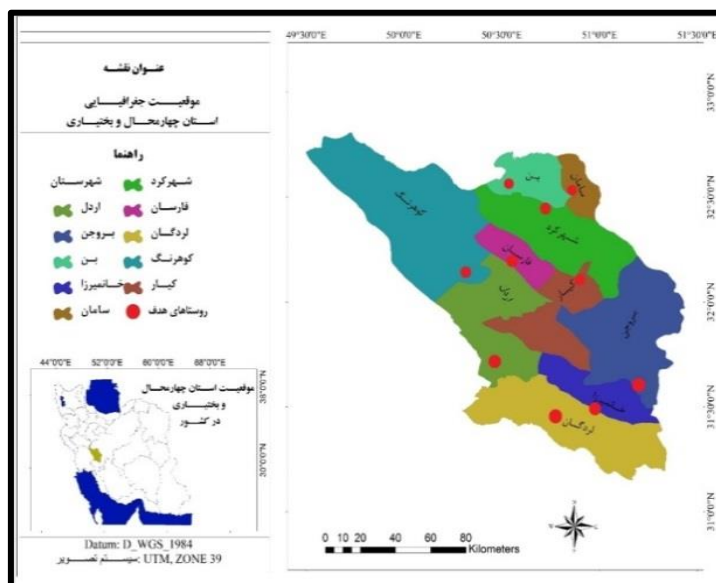 عنوان نقشه
موقعیت جغرافیایی
استان چهارمحال و بختیاری
راهنما
شهرستان
شهرکرد
اردل
فارسان
بروجن
لردگان
بن
کوهرنگ
خانمیرزا
کیار
سامان
روستاهای هدف
44°0'0"E 52°0'0"E 60°0'0"E 68°0'0"E
موقعیت استان چهارمحال
و بختیاری
در کشور
38°0'0"N
30°0'0"N
Datum: D_WGS_1984
سیستم تصویر: UTM, ZONE 39
49°30'0"E 50°0'0"E 50°30'0"E 51°0'0"E 51°30'0"E
33°0'0"N
32°30'0"N
32°0'0"N
31°30'0"N
31°0'0"N
بن
سامان
کوهرنگ
شهرکرد
فارسان
کیار
اردل
بروجن
خانمیرزا
لردگان
0 10 20 40 60 80
Kilometers